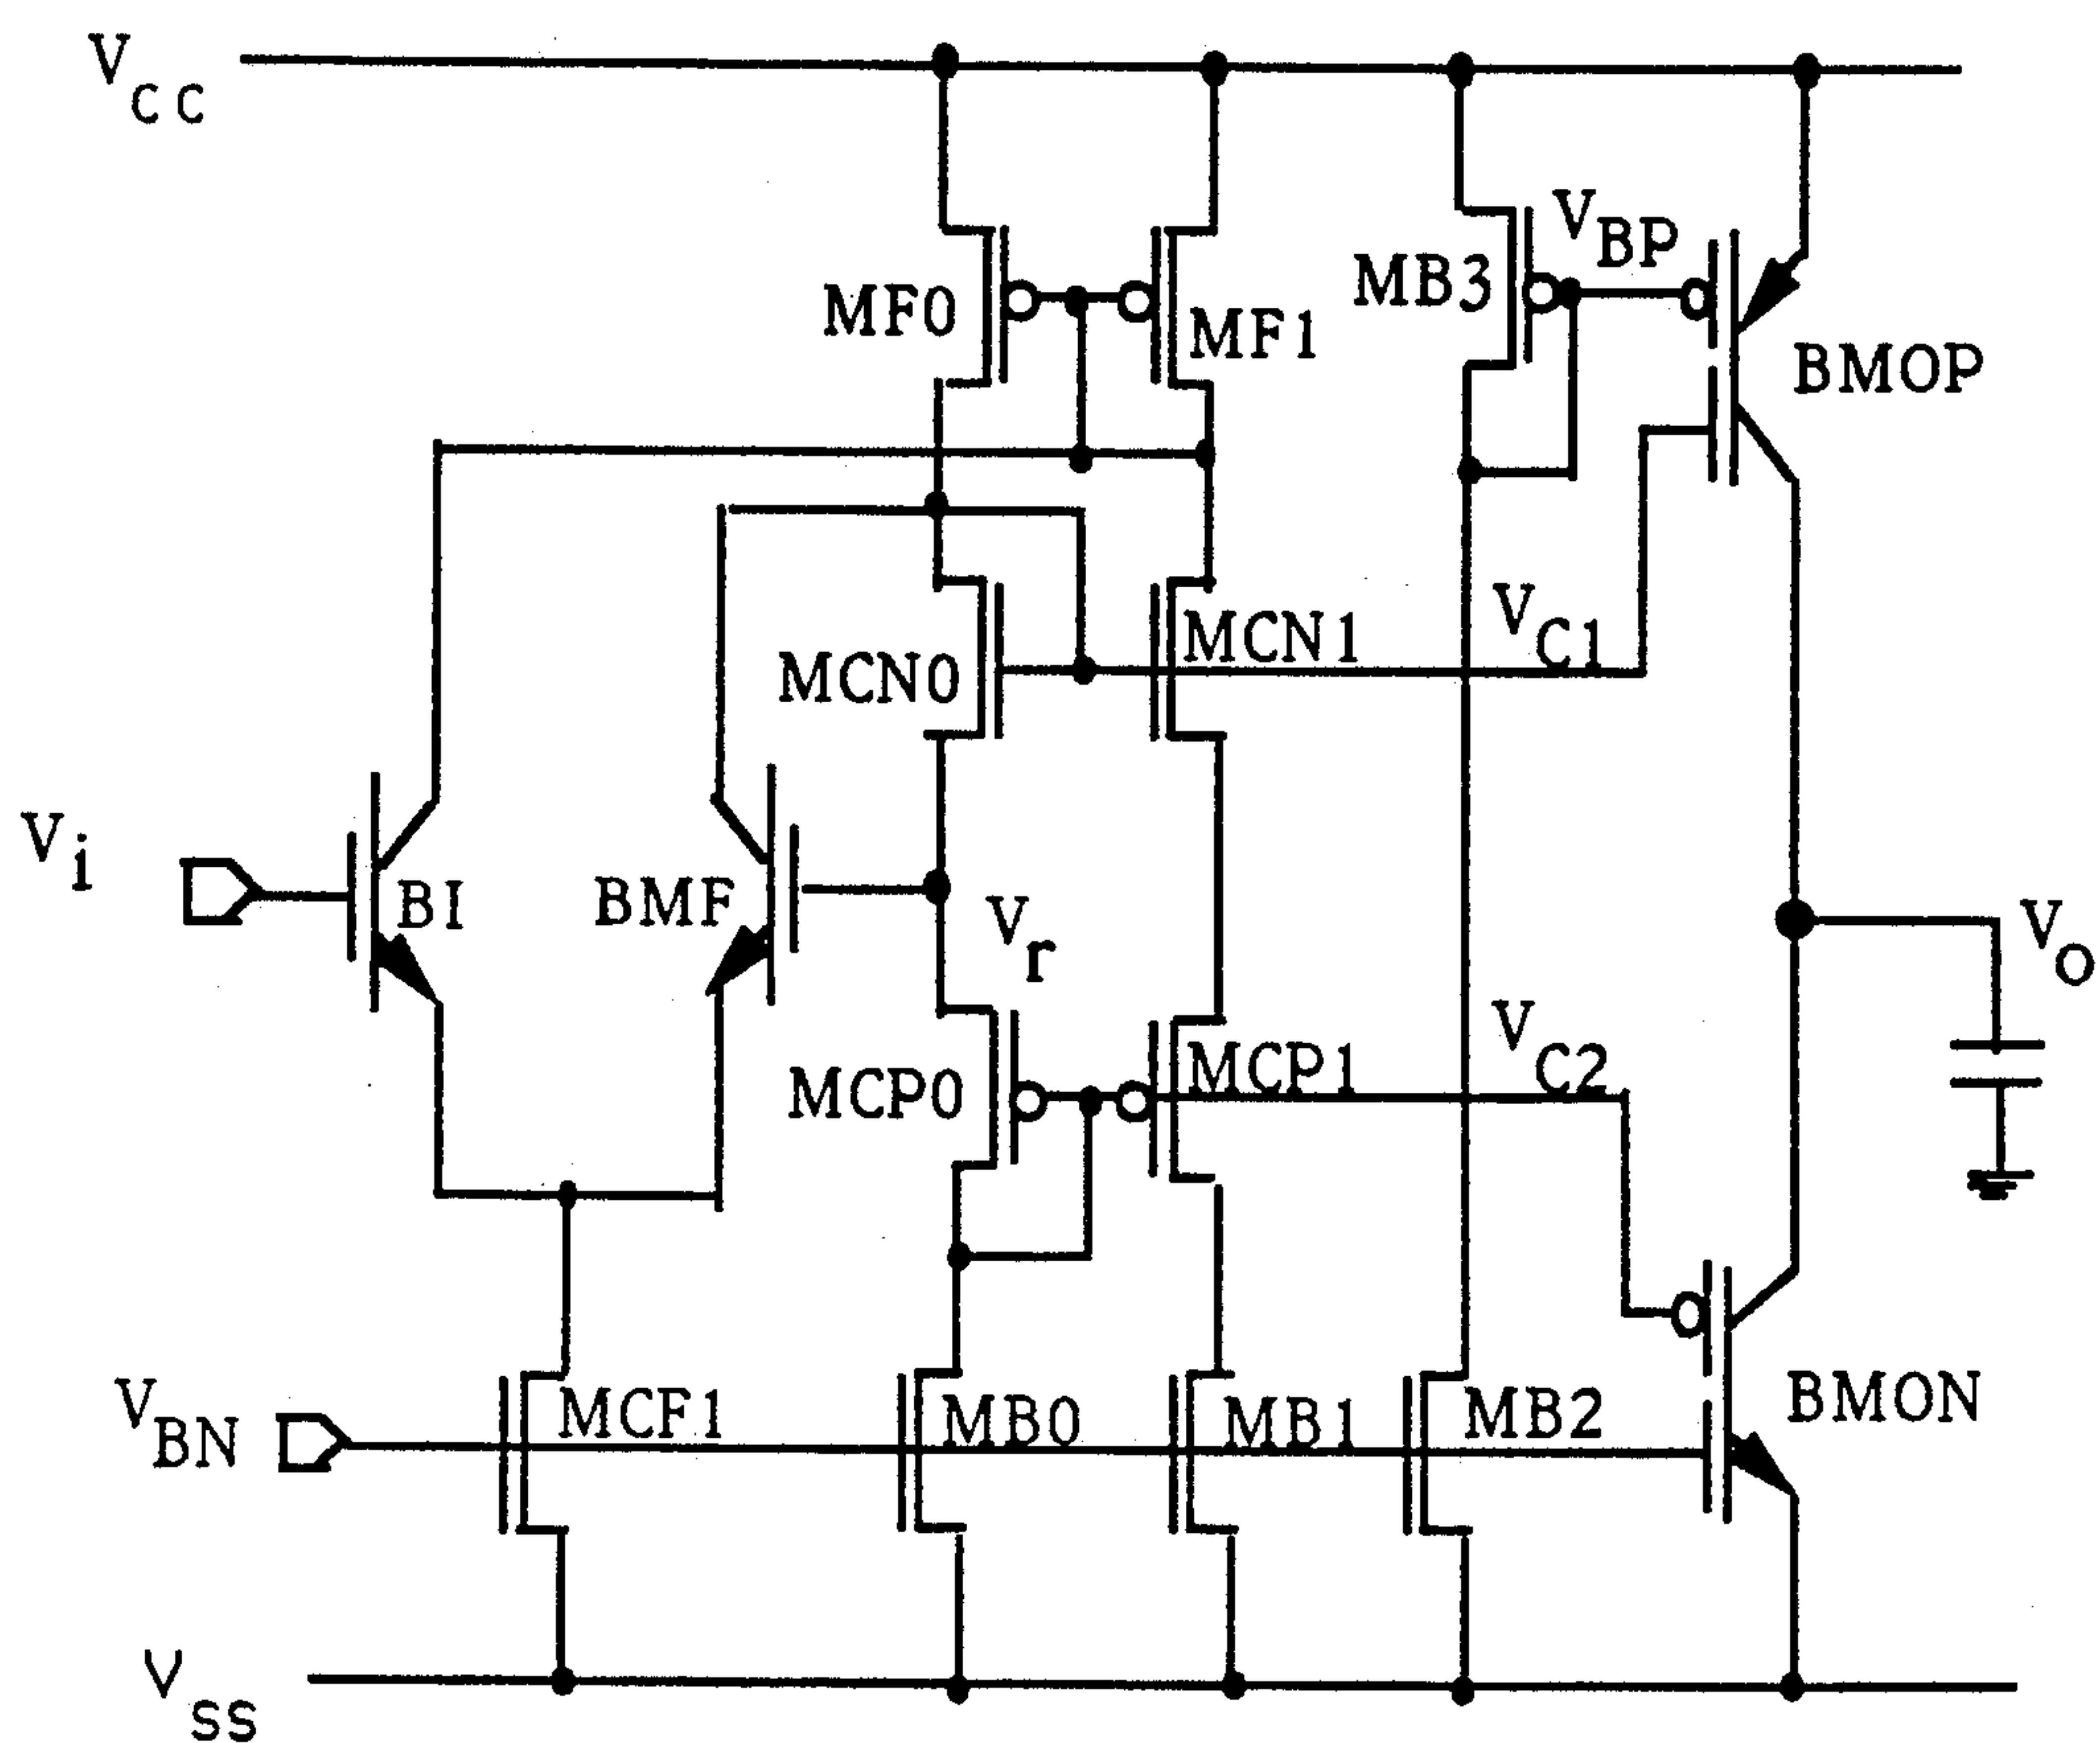 VCC
VBP
MB3
MF0
MF1
BMOP
VC1
MCN1
MCN0
Vi
BI
BMF
Vr
VO
VC2
MCP1
MCP0
VBN
MCF1
MB0
MB1
MB2
BMON
VSS